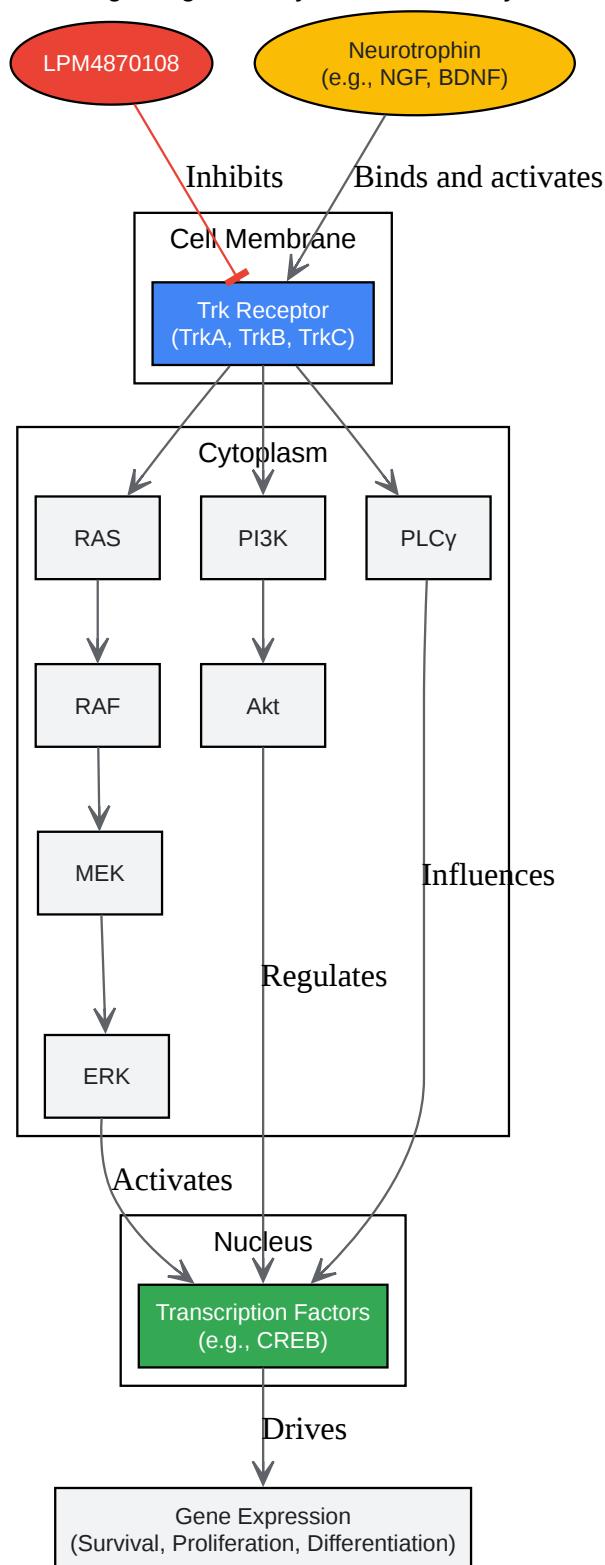 LPM4870108
Neurotrophin
(e.g., NGF, BDNF)
Inhibits
Binds and activates
Cell Membrane
Trk Receptor
(TrkA, TrkB, TrkC)
Cytoplasm
RAS
PI3K
PLCγ
RAF
Akt
MEK
Influences
Regulates
ERK
Activates
Nucleus
Transcription Factors
(e.g., CREB)
Drives
Gene Expression
(Survival, Proliferation, Differentiation)